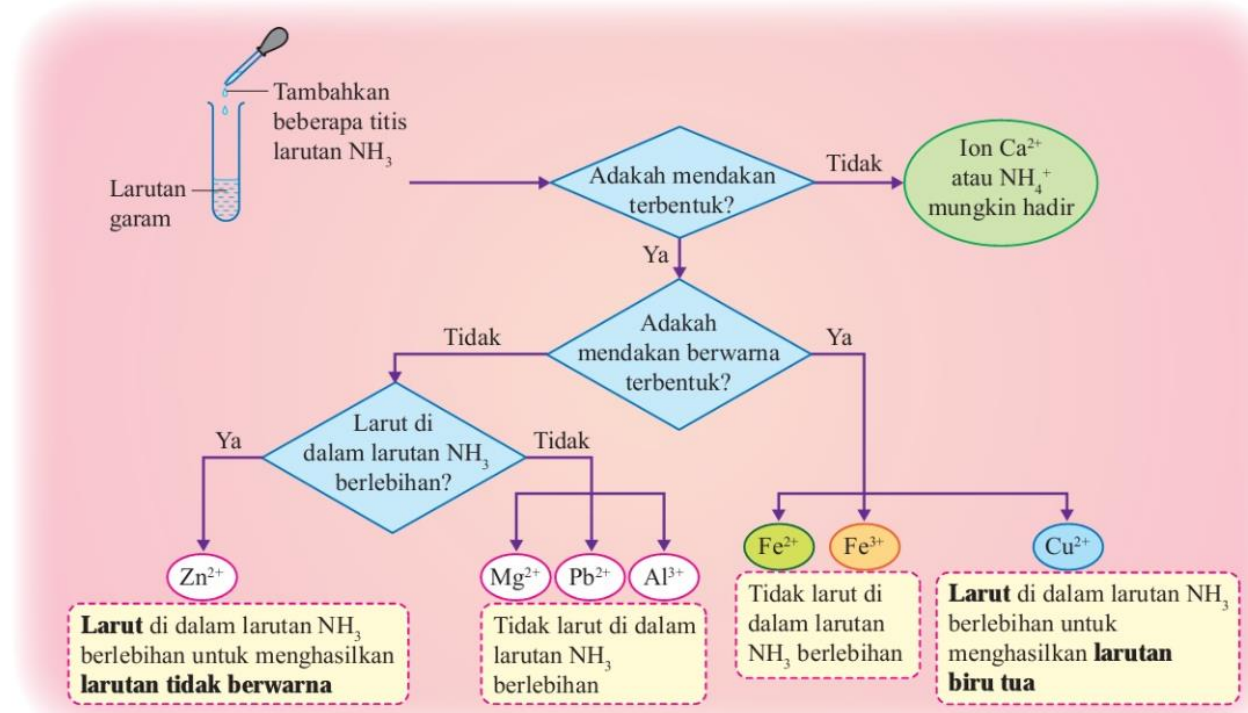 Tambahkan
beberapa titis
larutan NH₃
Larutan
garam
Adakah mendakan
terbentuk?
Tidak
Ion Ca²⁺
atau NH₄⁺
mungkin hadir
Ya
Adakah
mendakan berwarna
terbentuk?
Tidak
Ya
Larut di
dalam larutan NH₃
berlebihan?
Ya
Tidak
Zn²⁺
Mg²⁺
Pb²⁺
Al³⁺
Fe²⁺
Fe³⁺
Cu²⁺
Larut di dalam larutan NH₃
berlebihan untuk menghasilkan
larutan tidak berwarna
Tidak larut di dalam
larutan NH₃
berlebihan
Tidak larut di
dalam larutan
NH₃ berlebihan
Larut di dalam larutan NH₃
berlebihan untuk
menghasilkan larutan
biru tua